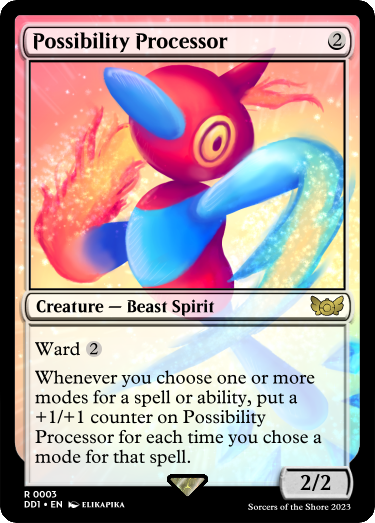 Possibility Processor 2
Creature — Beast Spirit
Ward 2
Whenever you choose one or more
modes for a spell or ability, put a
+1/+1 counter on Possibility
Processor for each time you chose a
mode for that spell.
2/2
R 0003
DD1 • EN ELIKAPIKA
Sorcers of the Shore 2023